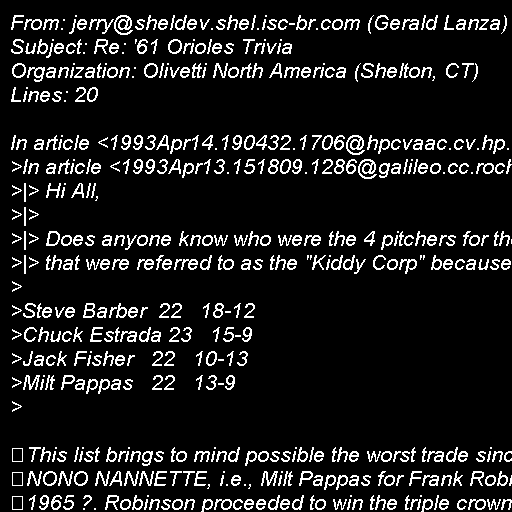 From: jerry@sheldev.shel.isc-br.com (Gerald Lanza)
Subject: Re: '61 Orioles Trivia
Organization: Olivetti North America (Shelton, CT)
Lines: 20

In article <1993Apr14.190432.1706@hpcvaac.cv.hp.
>In article <1993Apr13.151809.1286@galileo.cc.roch
>|> Hi All,
>|>
>|> Does anyone know who were the 4 pitchers for the
>|> that were referred to as the "Kiddy Corp" because
>
>Steve Barber 22 18-12
>Chuck Estrada 23 15-9
>Jack Fisher 22 10-13
>Milt Pappas 22 13-9
>

This list brings to mind possible the worst trade sinc
NONO NANNETTE, i.e., Milt Pappas for Frank Robi
1965 ?. Robinson proceeded to win the triple crown